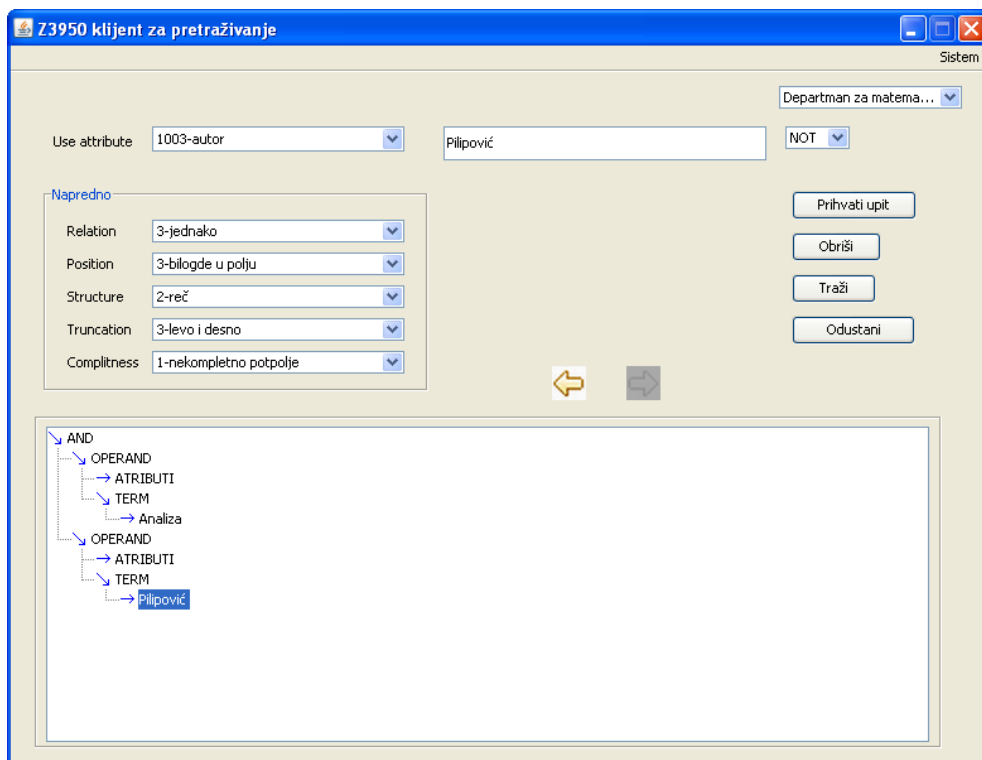 Z3950 klijent za pretraživanje
Sistem
Departman za matema...
Use attribute 1003-autor Pilipović NOT
Napredno
Relation 3-jednako
Position 3-bilogde u polju
Structure 2-reč
Truncation 3-levo i desno
Complitness 1-nekompletno potpolje
Prihvati upit
Obriši
Traži
Odustani
AND
OPERAND
ATRIBUTI
TERM
Analiza
OPERAND
ATRIBUTI
TERM
Pilipović